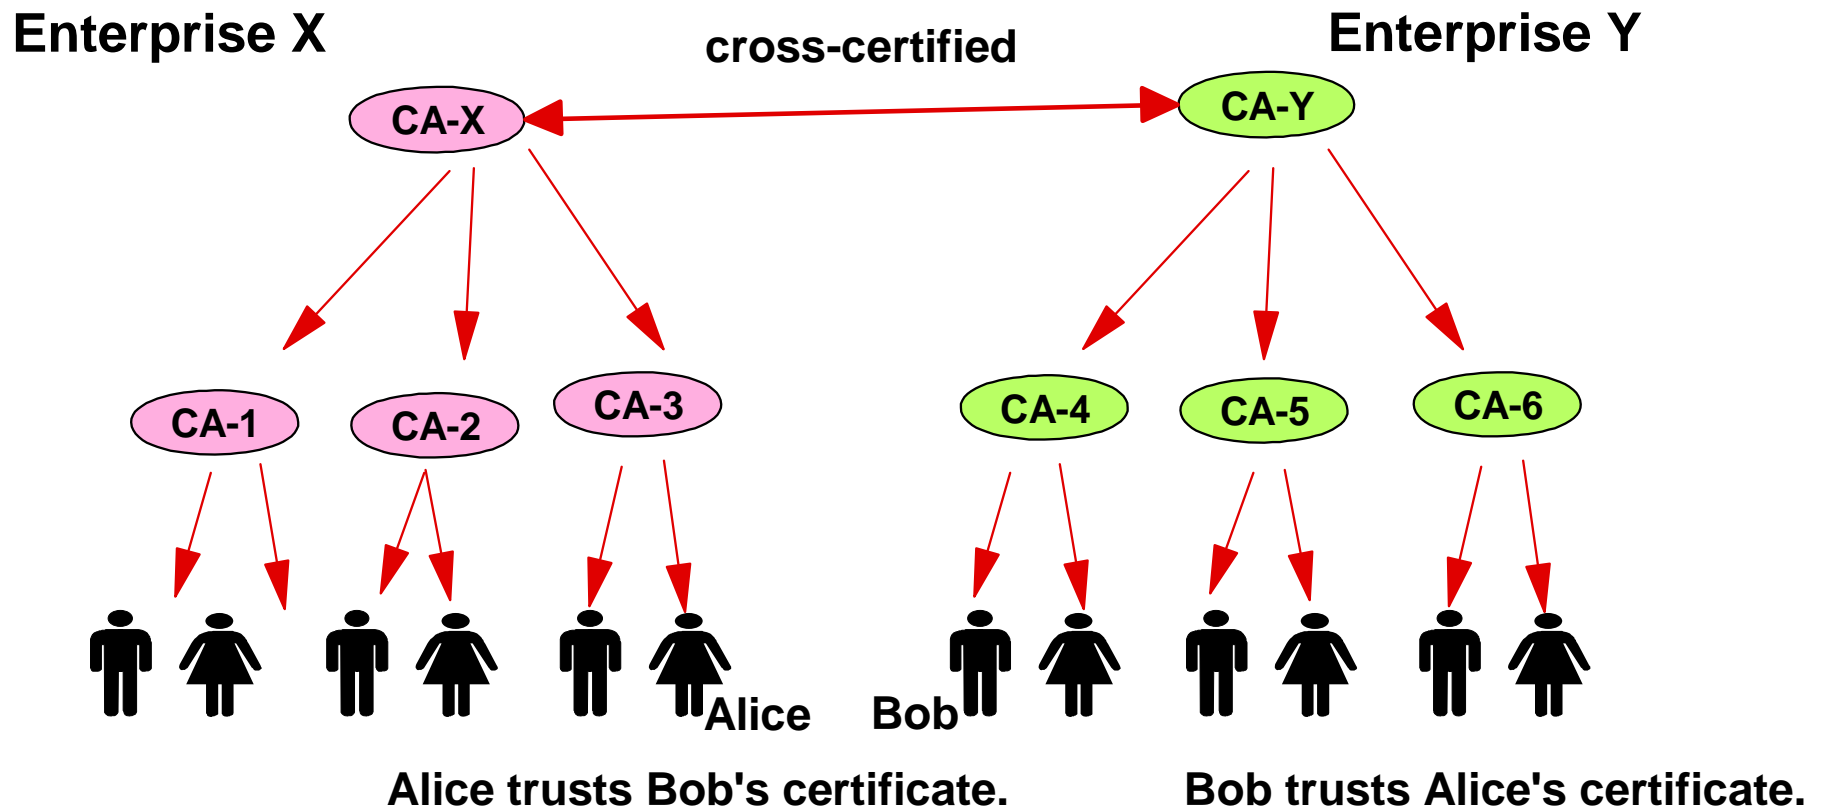 Enterprise X
cross-certified
Enterprise Y
CA-X
CA-Y
CA-1
CA-2
CA-3
CA-4
CA-5
CA-6
Alice
Bob
Alice trusts Bob's certificate.
Bob trusts Alice's certificate.